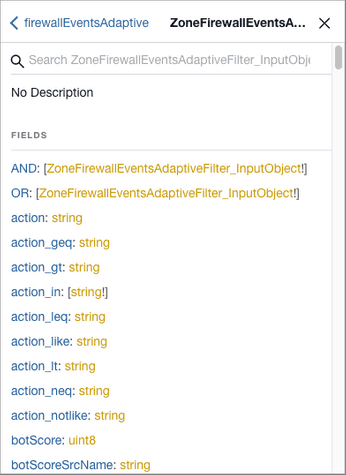 firewallEventsAdaptive ZoneFirewallEventsA...
Search ZoneFirewallEventsAdaptiveFilter_InputObje
No Description
FIELDS
AND: [ZoneFirewallEventsAdaptiveFilter_InputObject!]
OR: [ZoneFirewallEventsAdaptiveFilter_InputObject!]
action: string
action_geq: string
action_gt: string
action_in: [string!]
action_leq: string
action_like: string
action_lt: string
action_neq: string
action_notlike: string
botScore: uint8
botScoreSrcName: string